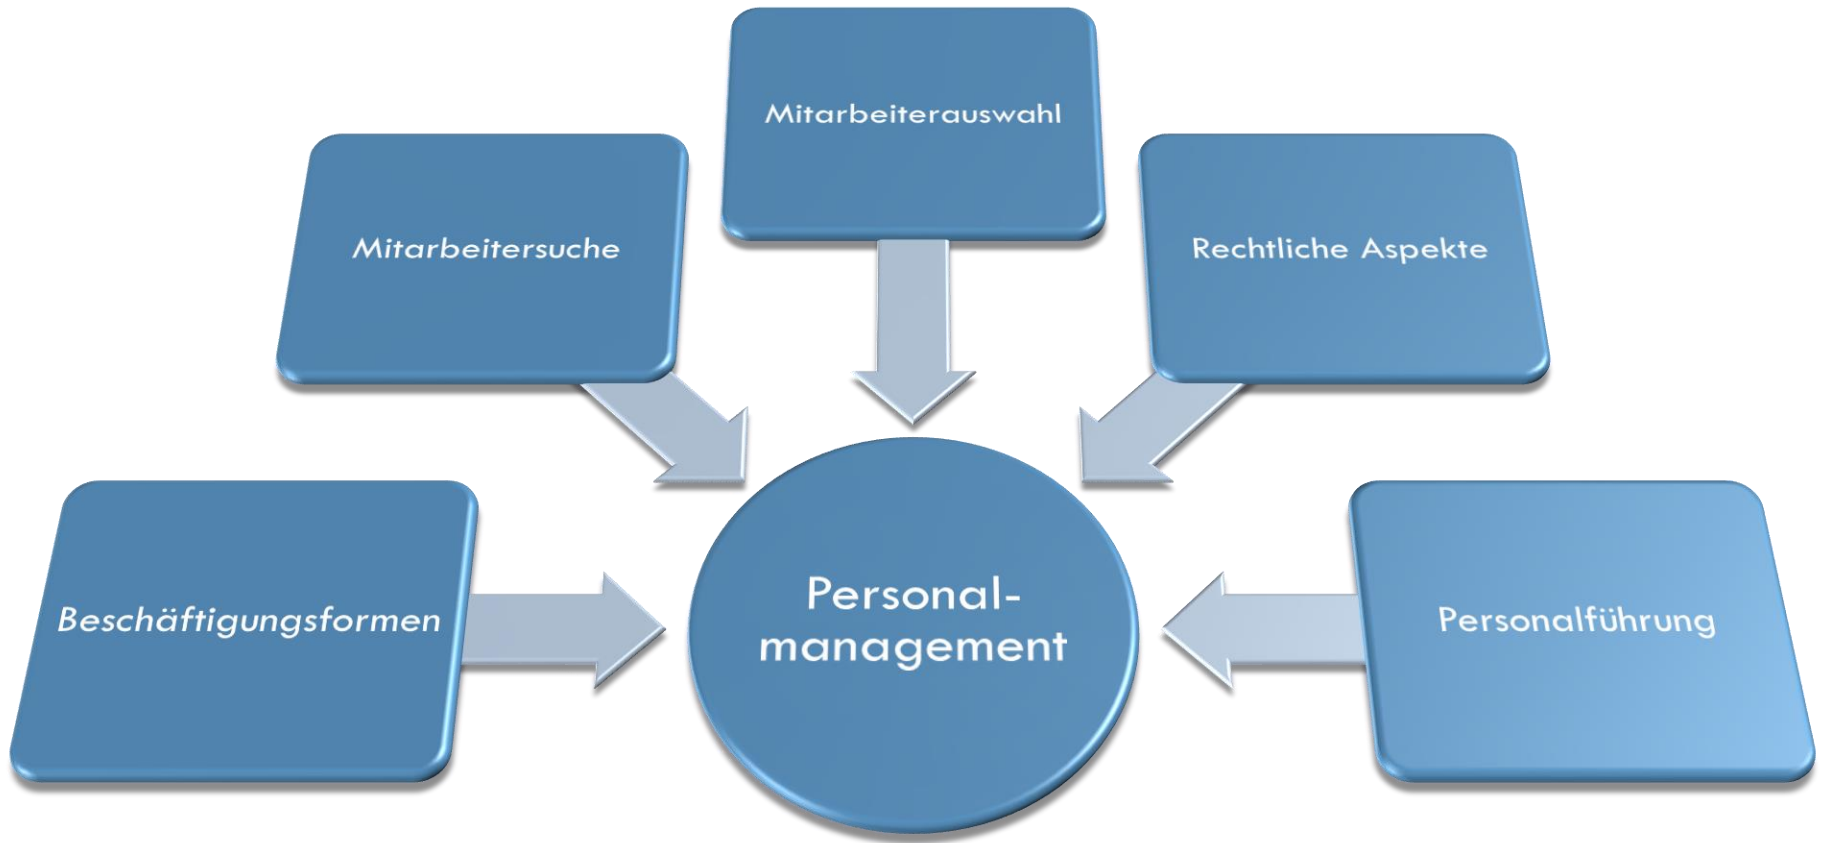 Mitarbeiterauswahl
Mitarbeitersuche
Rechtliche Aspekte
Beschäftigungsformen
Personal-
management
Personalführung